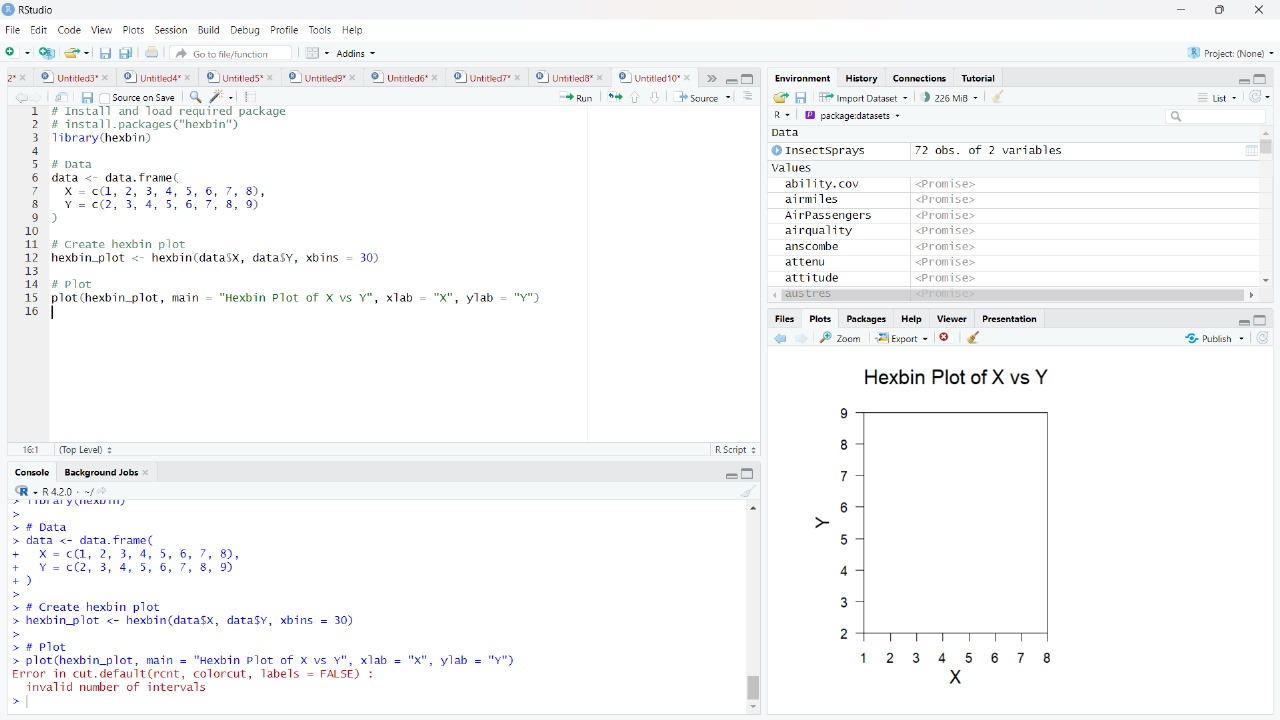 RStudio
File Edit Code View Plots Session Build Debug Profile Tools Help
Go to file/function Addins Project: (None)
2* Untitled3* Untitled4* Untitled5* Untitled9* Untitled6* Untitled7* Untitled8* Untitled10*
Source on Save Run Source
1 # Install and load required package
2 # install.packages("hexbin")
3 library(hexbin)
4
5 # Data
6 data <- data.frame(
7 X = c(1, 2, 3, 4, 5, 6, 7, 8),
8 Y = c(2, 3, 4, 5, 6, 7, 8, 9)
9 )
10
11 # Create hexbin plot
12 hexbin_plot <- hexbin(data$X, data$Y, xbins = 30)
13
14 # Plot
15 plot(hexbin_plot, main = "Hexbin Plot of X vs Y", xlab = "X", ylab = "Y")
16
16:1 (Top Level) R Script
Console Background Jobs
R 4.2.0 · ~/
> library(hexbin)
>
> # Data
> data <- data.frame(
+ X = c(1, 2, 3, 4, 5, 6, 7, 8),
+ Y = c(2, 3, 4, 5, 6, 7, 8, 9)
+ )
>
> # Create hexbin plot
> hexbin_plot <- hexbin(data$X, data$Y, xbins = 30)
>
> # Plot
> plot(hexbin_plot, main = "Hexbin Plot of X vs Y", xlab = "X", ylab = "Y")
Error in cut.default(rcnt, colorcut, labels = FALSE) :
invalid number of intervals
>
Environment History Connections Tutorial
Import Dataset 226 MiB List
R package:datasets
Data
InsectSprays 72 obs. of 2 variables
Values
ability.cov <Promise>
airmiles <Promise>
AirPassengers <Promise>
airquality <Promise>
anscombe <Promise>
attenu <Promise>
attitude <Promise>
austres <Promise>
Files Plots Packages Help Viewer Presentation
Zoom Export Publish
Hexbin Plot of X vs Y
9
8
7
6
5
4
3
2
Y
1 2 3 4 5 6 7 8
X